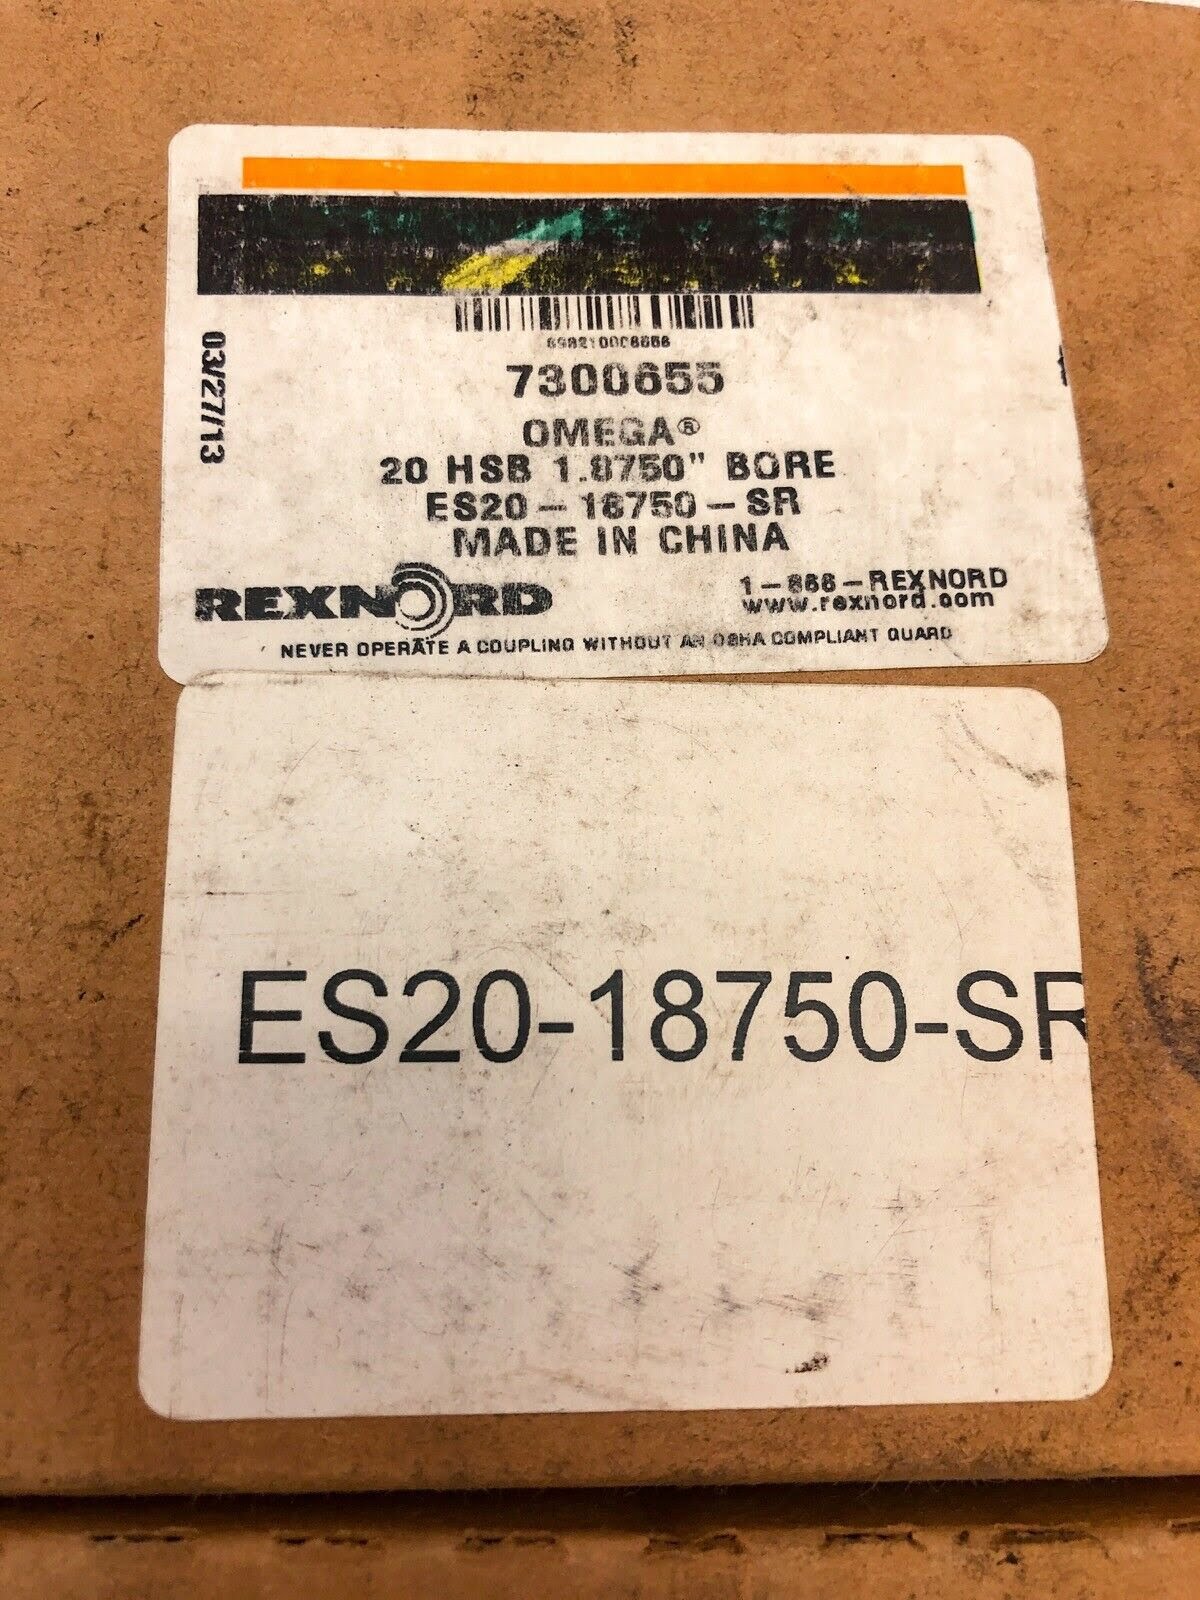 03/27/13
7300655
OMEGA®
20 HSB 1.8750" BORE
ES20-18750-SR
MADE IN CHINA
REXNORD
1-866-REXNORD
www.rexnord.com
NEVER OPERATE A COUPLING WITHOUT AN OSHA COMPLIANT GUARD
ES20-18750-SR